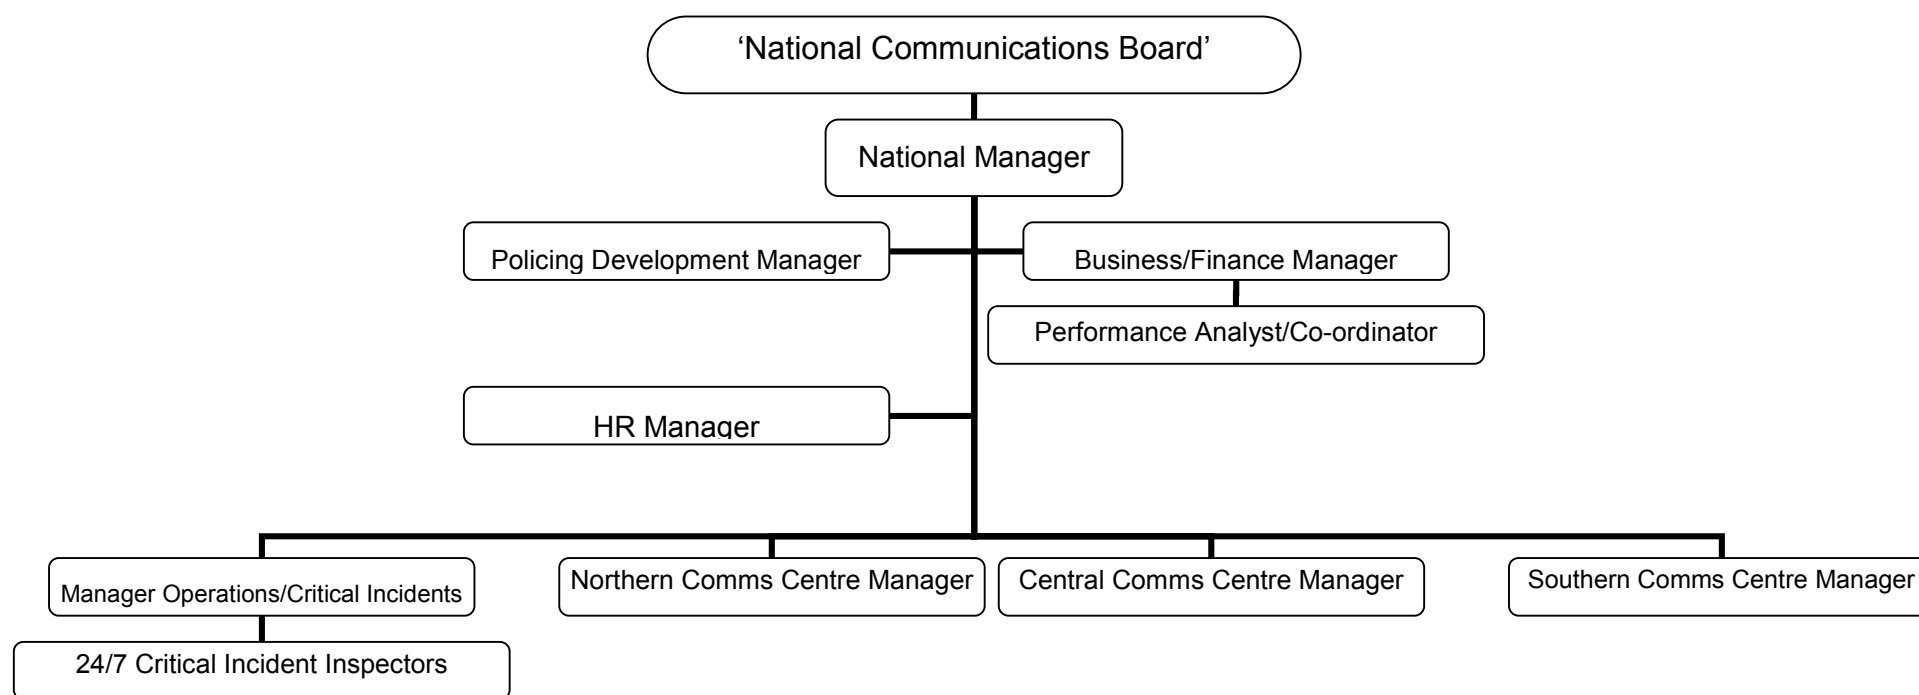 ‘National Communications Board’
National Manager
Policing Development Manager
Business/Finance Manager
Performance Analyst/Co-ordinator
HR Manager
Manager Operations/Critical Incidents
Northern Comms Centre Manager
Central Comms Centre Manager
Southern Comms Centre Manager
24/7 Critical Incident Inspectors